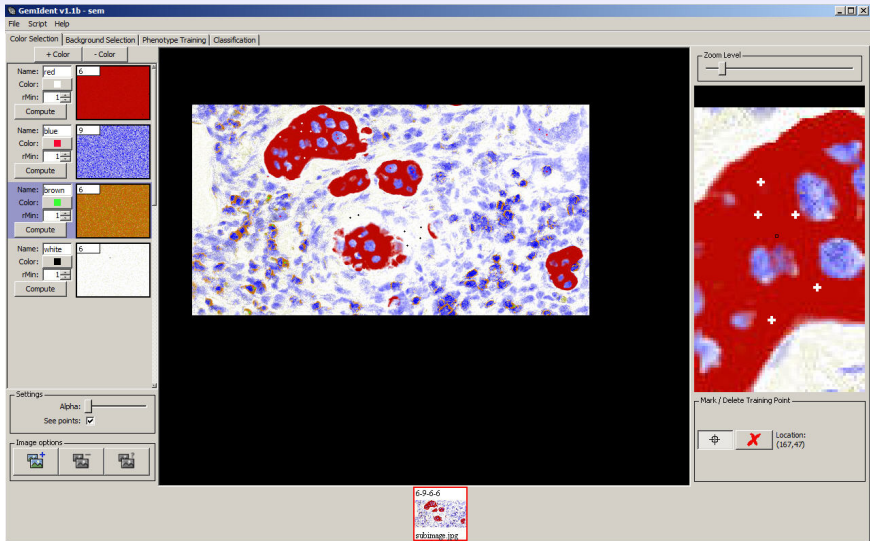 GemIdent v1.1b - sem
File Script Help
Color Selection Background Selection Phenotype Training Classification
+ Color - Color
Name: red 6
Color:
rMin: 1
Compute
Name: blue 9
Color:
rMin: 1
Compute
Name: brown 6
Color:
rMin: 1
Compute
Name: white 6
Color:
rMin: 1
Compute
Settings
Alpha:
See points:
Image options
Zoom Level
Mark / Delete Training Point
Location:
(167,47)
6-9-6-6
subimage.jpg